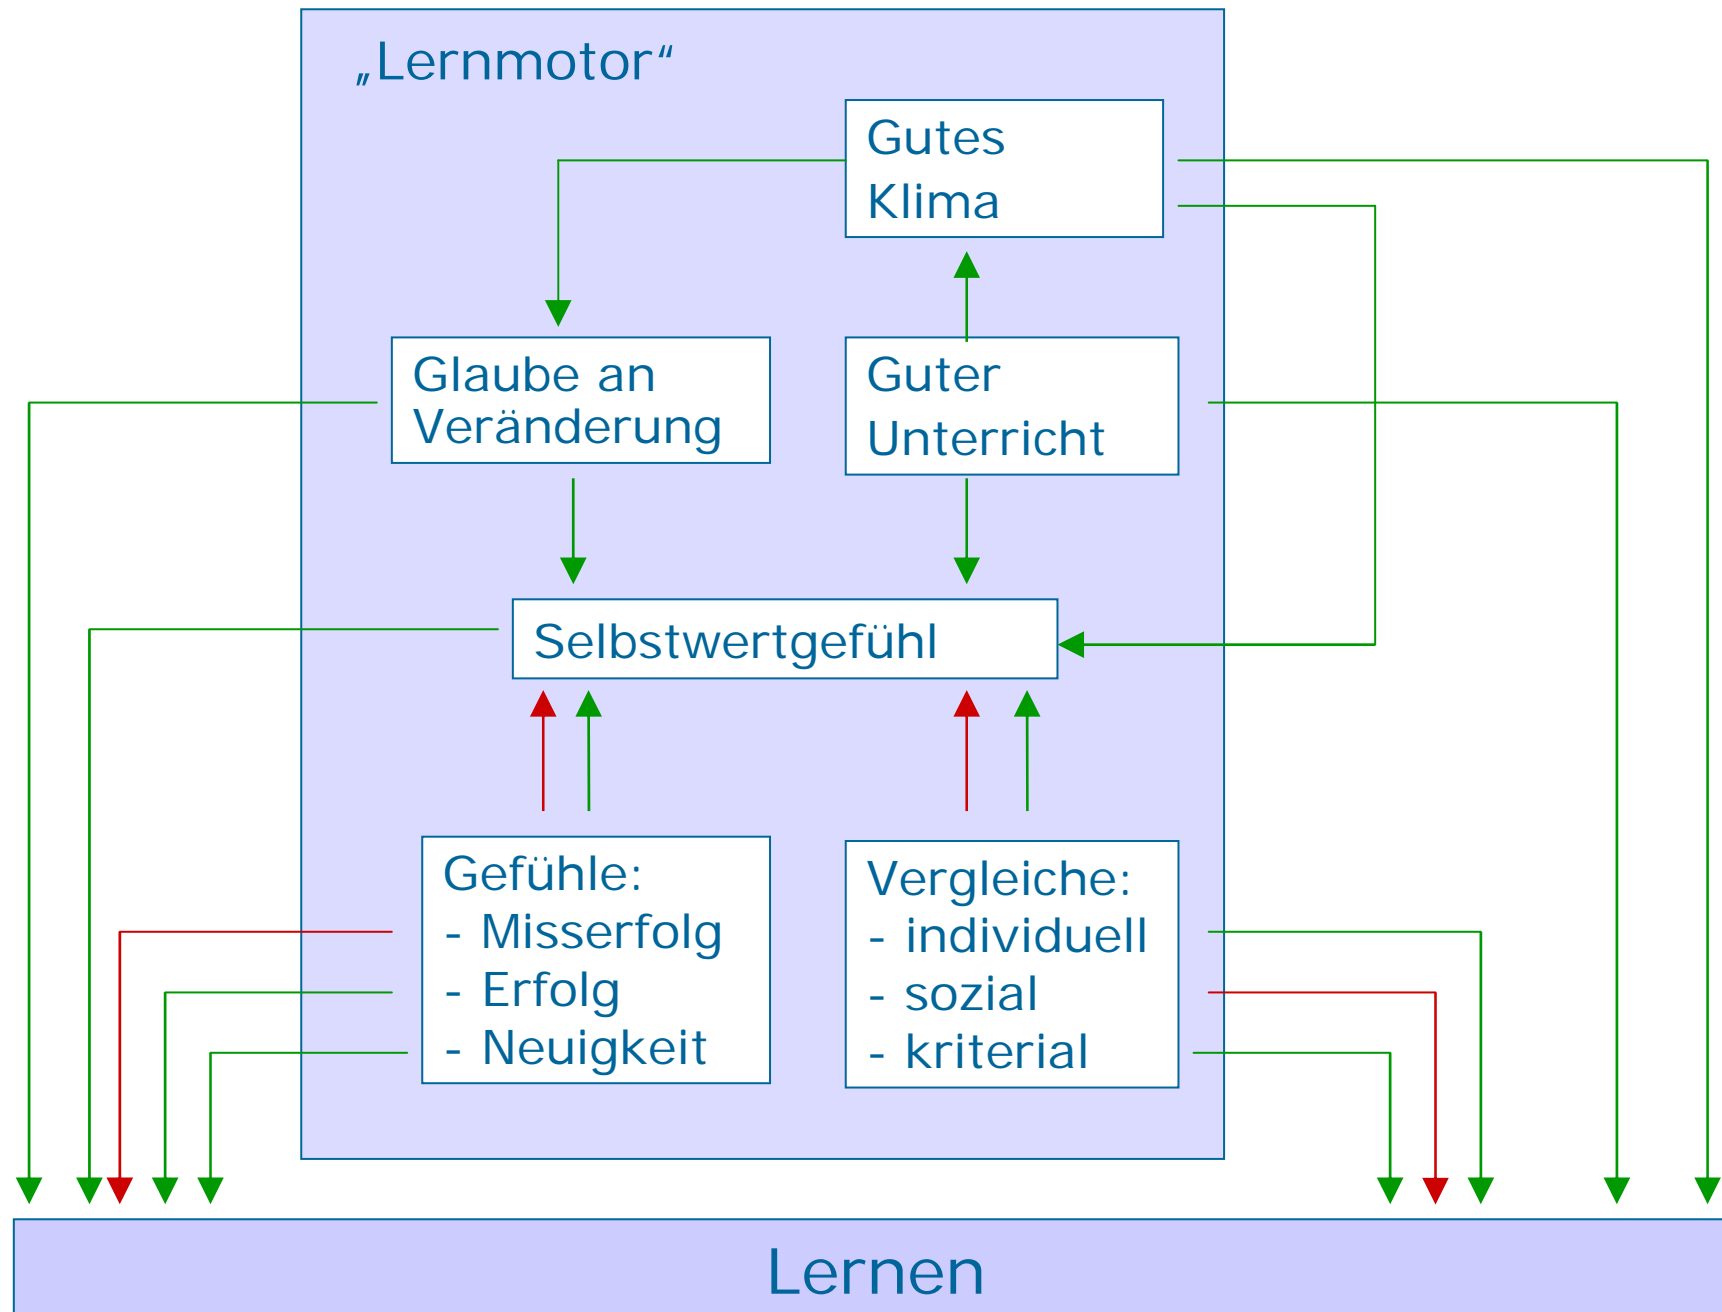 „Lernmotor“
Gutes
Klima
Glaube an
Veränderung
Guter
Unterricht
Selbstwertgefühl
Gefühle:
- Misserfolg
- Erfolg
- Neuigkeit
Vergleiche:
- individuell
- sozial
- kriterial
Lernen